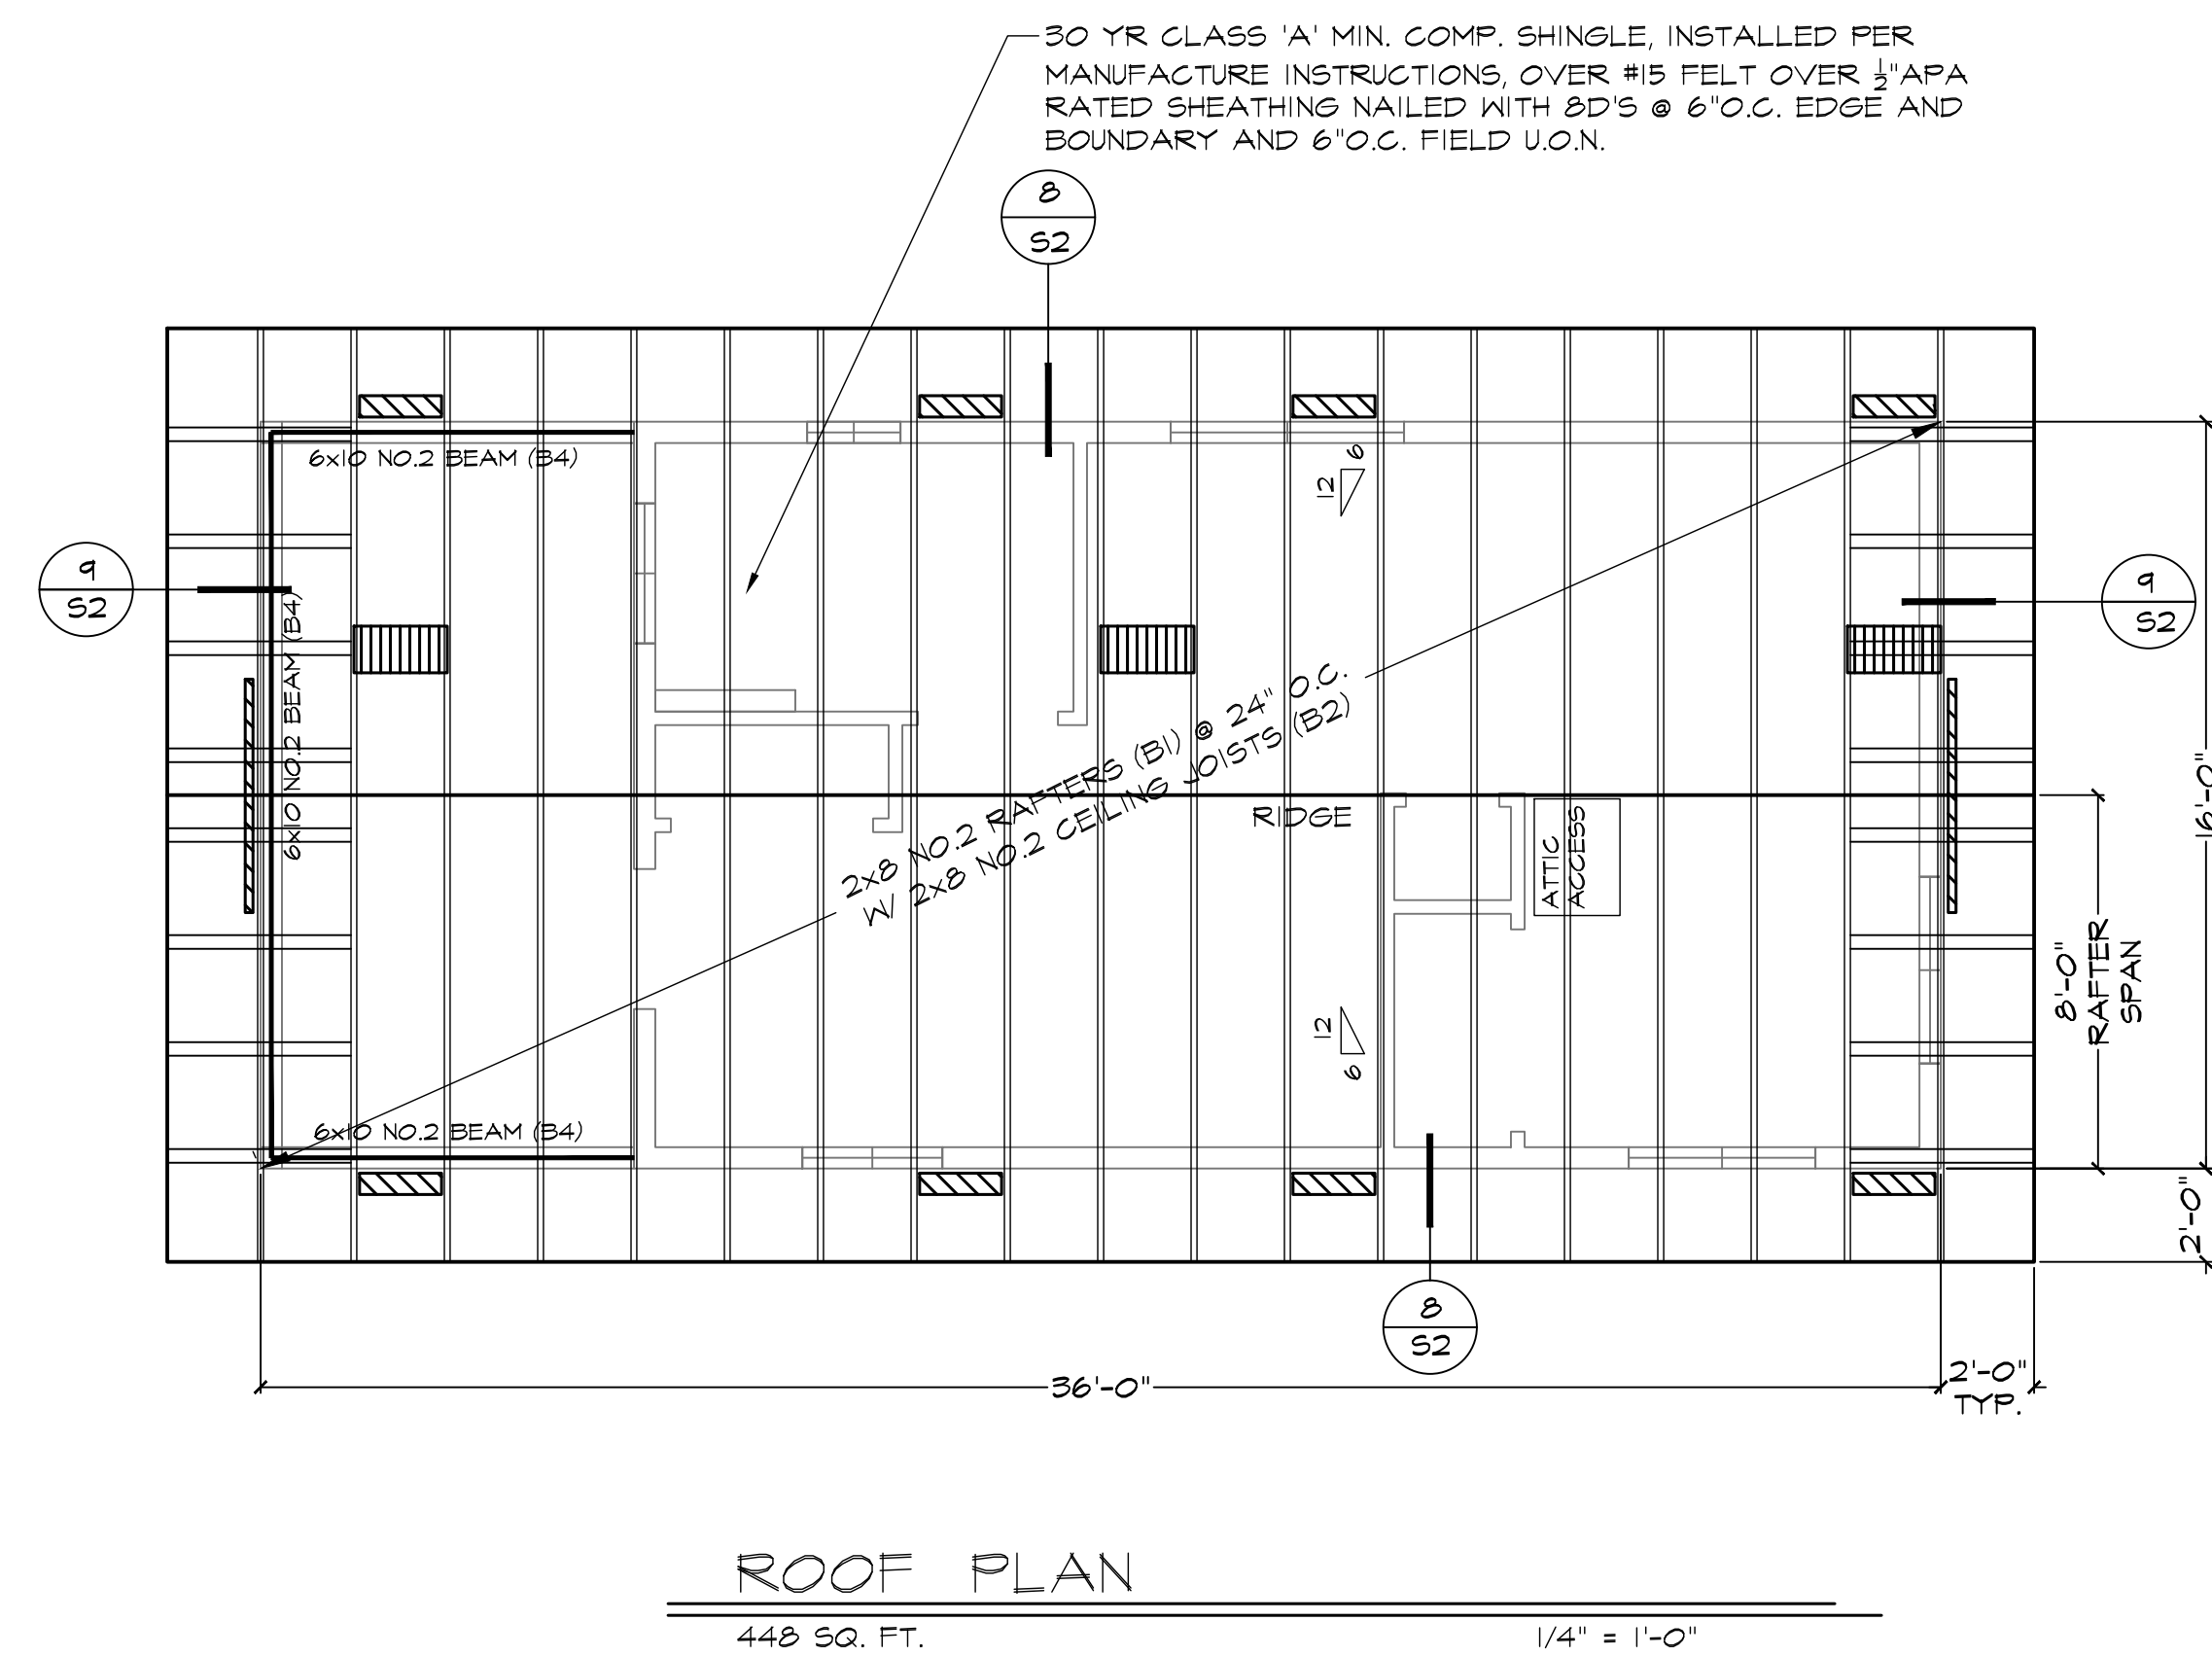 30 YR CLASS 'A' MIN. COMP. SHINGLE, INSTALLED PER
MANUFACTURE INSTRUCTIONS, OVER #15 FELT OVER 1/2"APA
RATED SHEATHING NAILED WITH 8D'S @ 6"O.C. EDGE AND
BOUNDARY AND 6"O.C. FIELD U.O.N.
8
S2
6x10 NO.2 BEAM (B4)
12
6
9
S2
6x10 NO.2 BEAM (B4)
9
S2
2x8 NO.2 RAFTERS (B1) @ 24" O.C.
W/ 2x8 NO.2 CEILING JOISTS (B2)
RIDGE
ATTIC
ACCESS
16'-0"
8'-0"
RAFTER
SPAN
12
6
6x10 NO.2 BEAM (B4)
2'-0"
8
S2
36'-0"
2'-0"
TYP.
ROOF PLAN
448 SQ. FT.
1/4" = 1'-0"